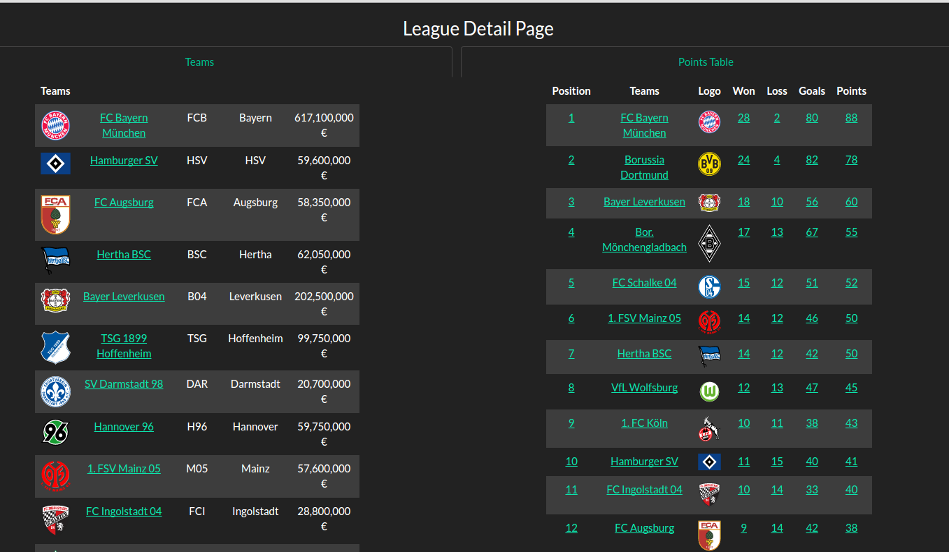 League Detail Page
Teams
Teams
FC Bayern München FCB Bayern 617,100,000 €
Hamburger SV HSV HSV 59,600,000 €
FCA
FC Augsburg FCA Augsburg 58,350,000 €
Hertha BSC BSC Hertha 62,050,000 €
Bayer Leverkusen B04 Leverkusen 202,500,000 €
TSG 1899 Hoffenheim TSG Hoffenheim 99,750,000 €
SV Darmstadt 98 DAR Darmstadt 20,700,000 €
Hannover 96 H96 Hannover 59,750,000 €
1. FSV Mainz 05 M05 Mainz 57,600,000 €
FC Ingolstadt 04 FCI Ingolstadt 28,800,000 €
Points Table
Position Teams Logo Won Loss Goals Points
1 FC Bayern München 28 2 80 88
2 Borussia Dortmund BVB 09 24 4 82 78
3 Bayer Leverkusen 18 10 56 60
4 Bor. Mönchengladbach 17 13 67 55
5 FC Schalke 04 15 12 51 52
6 1. FSV Mainz 05 14 12 46 50
7 Hertha BSC 14 12 42 50
8 VfL Wolfsburg 12 13 47 45
9 1. FC Köln 10 11 38 43
10 Hamburger SV 11 15 40 41
11 FC Ingolstadt 04 10 14 33 40
12 FC Augsburg FCA 9 14 42 38